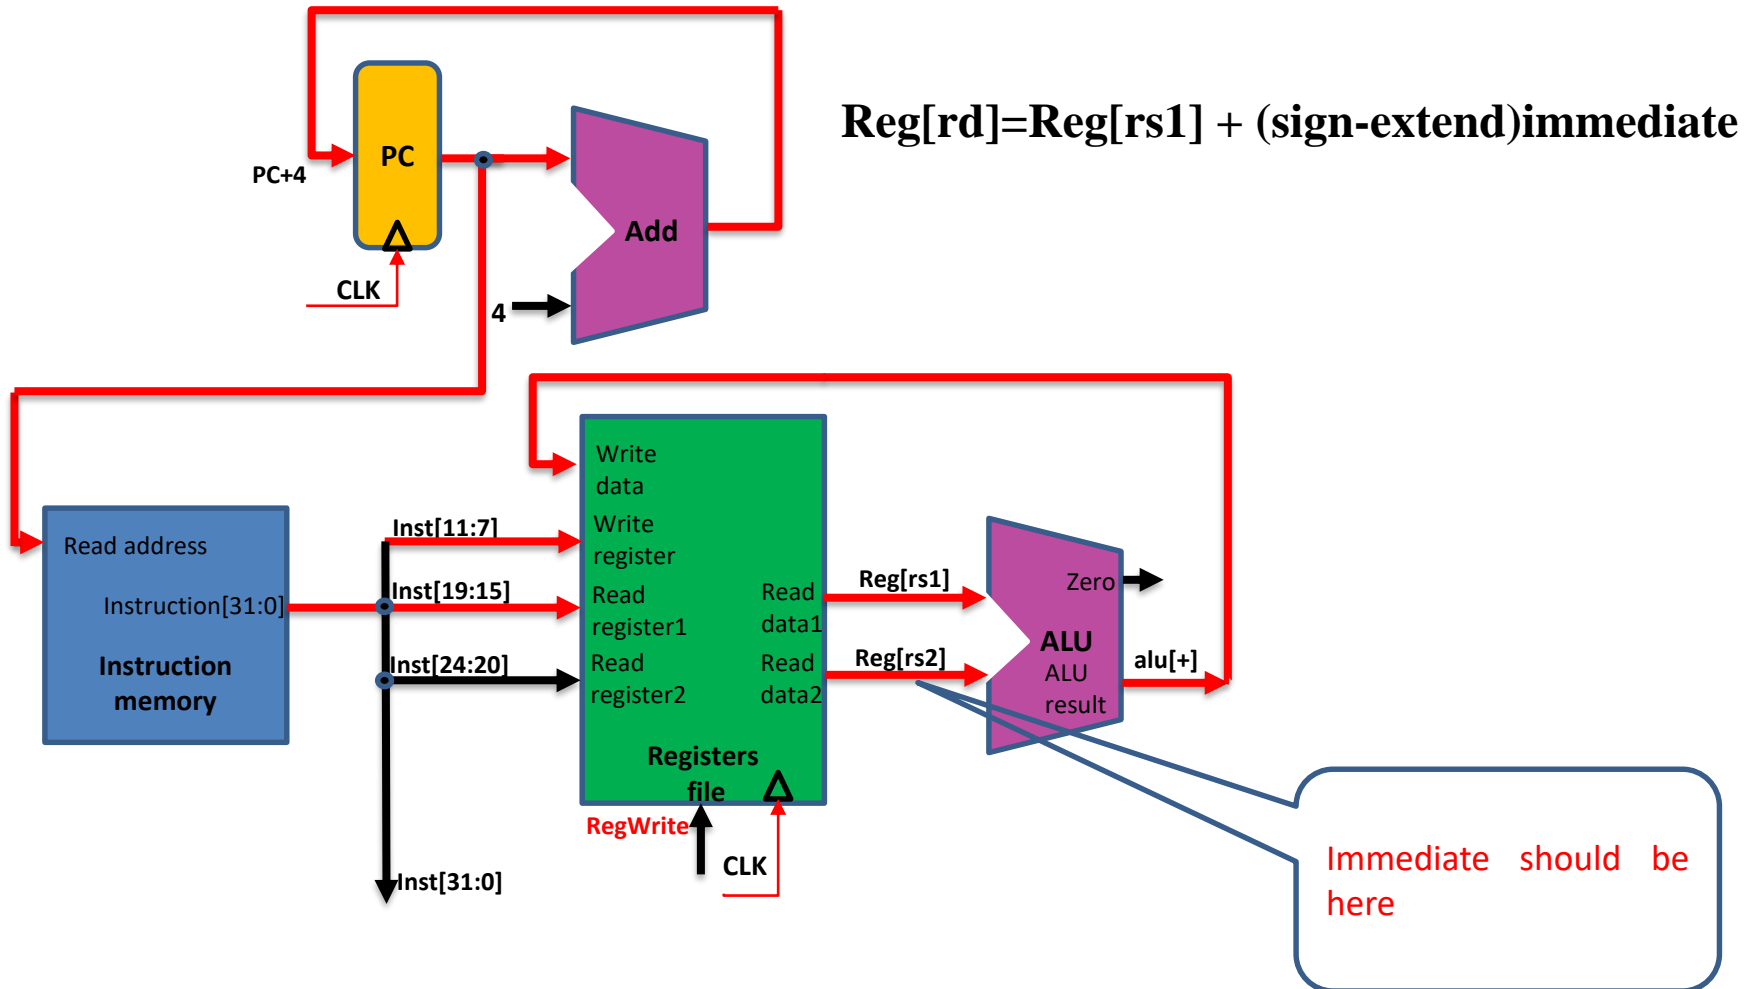 Reg[rd]=Reg[rs1] + (sign-extend)immediate
PC
PC+4
Add
CLK
4
Write
data
Inst[11:7]
Write
register
Read address
Inst[19:15]
Instruction[31:0]
Read
register1
Read
data1
Reg[rs1]
Zero
Inst[24:20]
Read
register2
Read
data2
Reg[rs2]
ALU
ALU
result
alu[+]
Instruction
memory
Registers
file
RegWrite
CLK
Inst[31:0]
Immediate should be
here